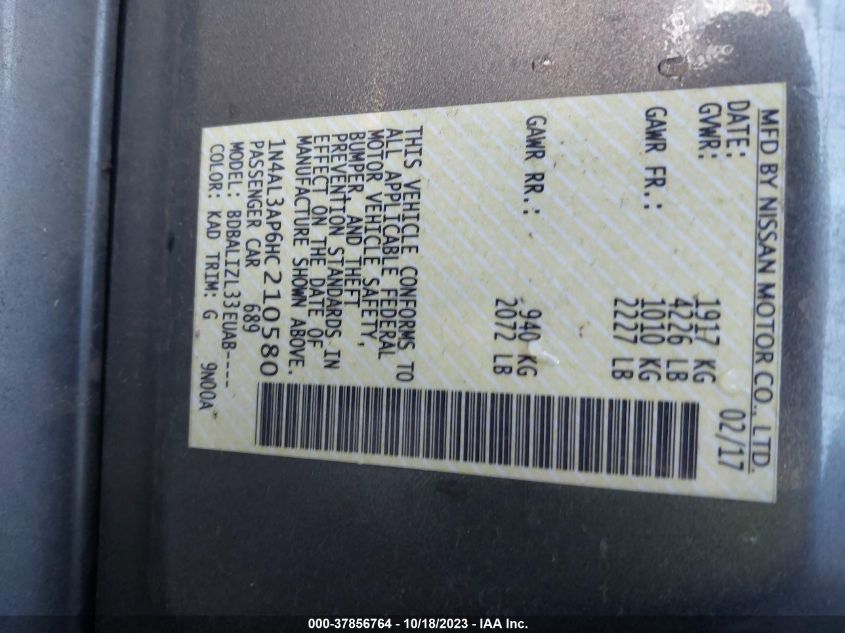 MFD BY NISSAN MOTOR CO., LTD.
DATE: 02/17
GVWR: 1917 KG
4226 LB
GAWR FR.: 1010 KG
2227 LB
GAWR RR.: 940 KG
2072 LB
THIS VEHICLE CONFORMS TO
ALL APPLICABLE FEDERAL
MOTOR VEHICLE SAFETY,
BUMPER AND THEFT
PREVENTION STANDARDS IN
EFFECT ON THE DATE OF
MANUFACTURE SHOWN ABOVE.
1N4AL3AP6HC210580
PASSENGER CAR 689
MODEL: BDBALIZL33EUAB----
COLOR: KAD TRIM: G 9N00A
000-37856764 - 10/18/2023 - IAA Inc.